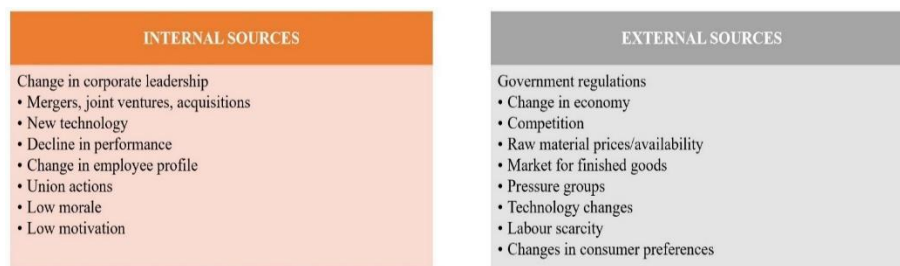 INTERNAL SOURCES
Change in corporate leadership
• Mergers, joint ventures, acquisitions
• New technology
• Decline in performance
• Change in employee profile
• Union actions
• Low morale
• Low motivation
EXTERNAL SOURCES
Government regulations
• Change in economy
• Competition
• Raw material prices/availability
• Market for finished goods
• Pressure groups
• Technology changes
• Labour scarcity
• Changes in consumer preferences